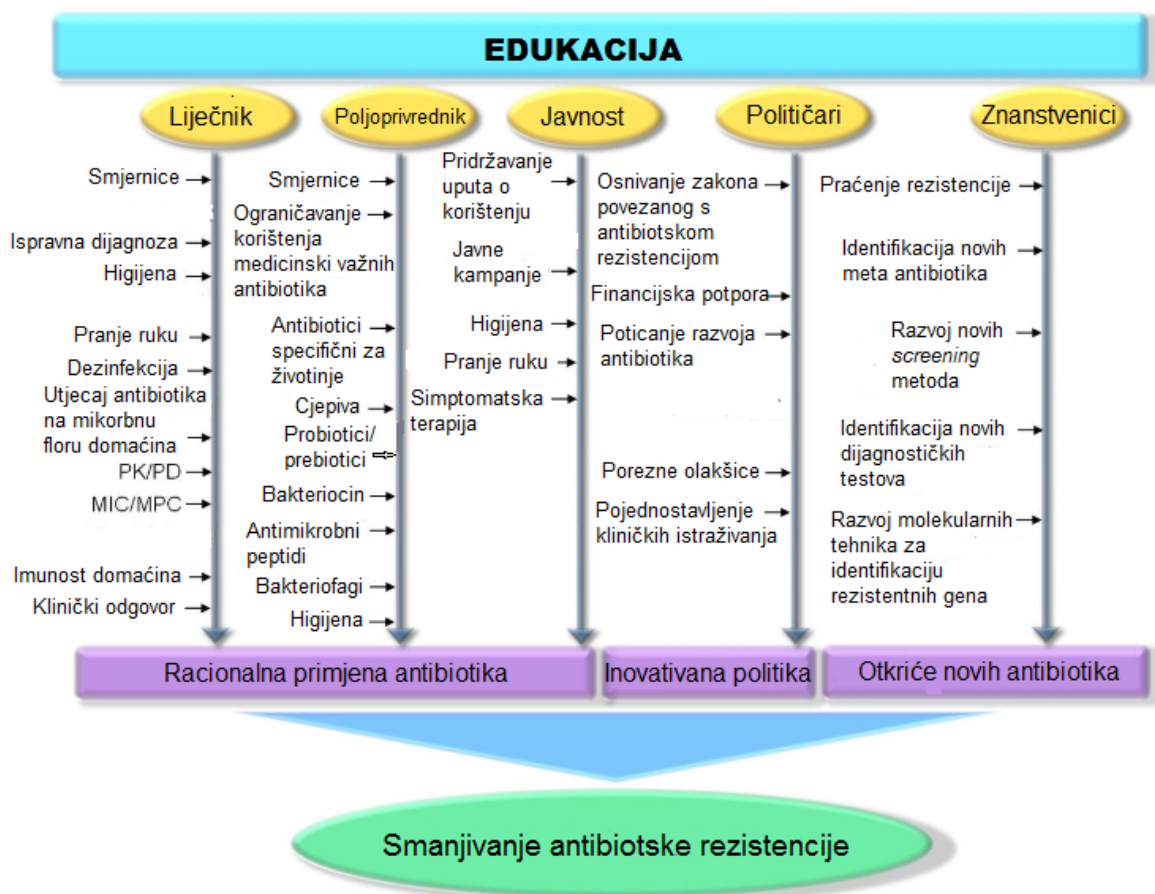 EDUKACIJA
Liječnik
Poljoprivrednik
Javnost
Političari
Znanstvenici
Smjernice
Ispravna dijagnoza
Higijena
Pranje ruku
Dezinfekcija
Utjecaj antibiotika
na mikorbnu
floru domaćina
PK/PD
MIC/MPC
Imunost domaćina
Klinički odgovor
Smjernice
Ograničavanje
korištenja
medicinski važnih
antibiotika
Antibiotici
specifični za
životinje
Cjepiva
Probiotici/
prebiotici
Bakteriocin
Antimikrobni
peptidi
Bakteriofagi
Higijena
Pridržavanje
uputa o
korištenju
Javne
kampanje
Higijena
Pranje ruku
Simptomatska
terapija
Osnivanje zakona
povezanog s
antibiotskom
rezistencijom
Financijska potpora
Poticanje razvoja
antibiotika
Porezne olakšice
Pojednostavljenje
kliničkih istraživanja
Praćenje rezistencije
Identifikacija novih
meta antibiotika
Razvoj novih
screening
metoda
Identifikacija novih
dijagnostičkih
testova
Razvoj molekularnih
tehnika za
identifikaciju
rezistentnih gena
Racionalna primjena antibiotika
Inovativana politika
Otkriće novih antibiotika
Smanjivanje antibiotske rezistencije